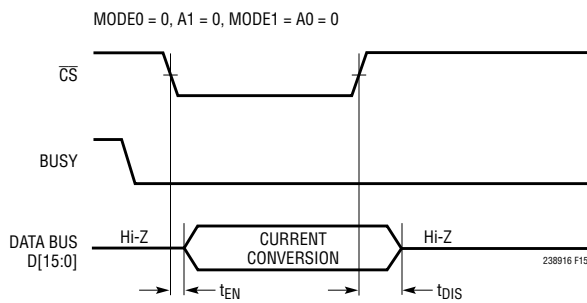 MODE0 = 0, A1 = 0, MODE1 = A0 = 0
CS
BUSY
DATA BUS
D[15:0]
Hi-Z
CURRENT
CONVERSION
Hi-Z
238916 F15
tEN
tDIS